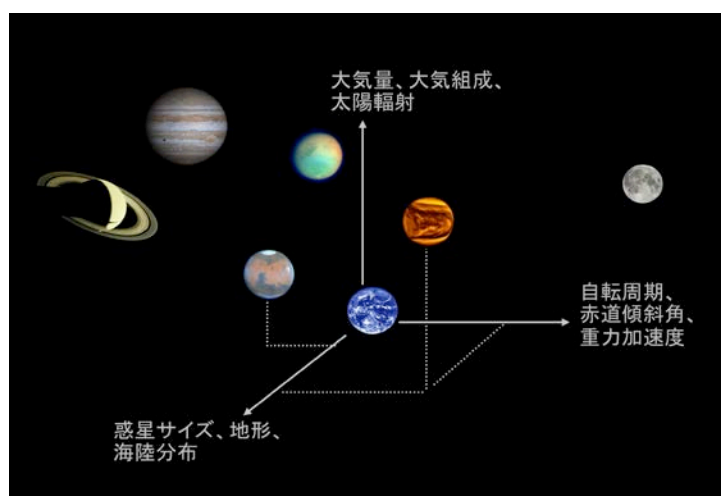 大気量、大気組成、
太陽輻射
自転周期、
赤道傾斜角、
重力加速度
惑星サイズ、地形、
海陸分布